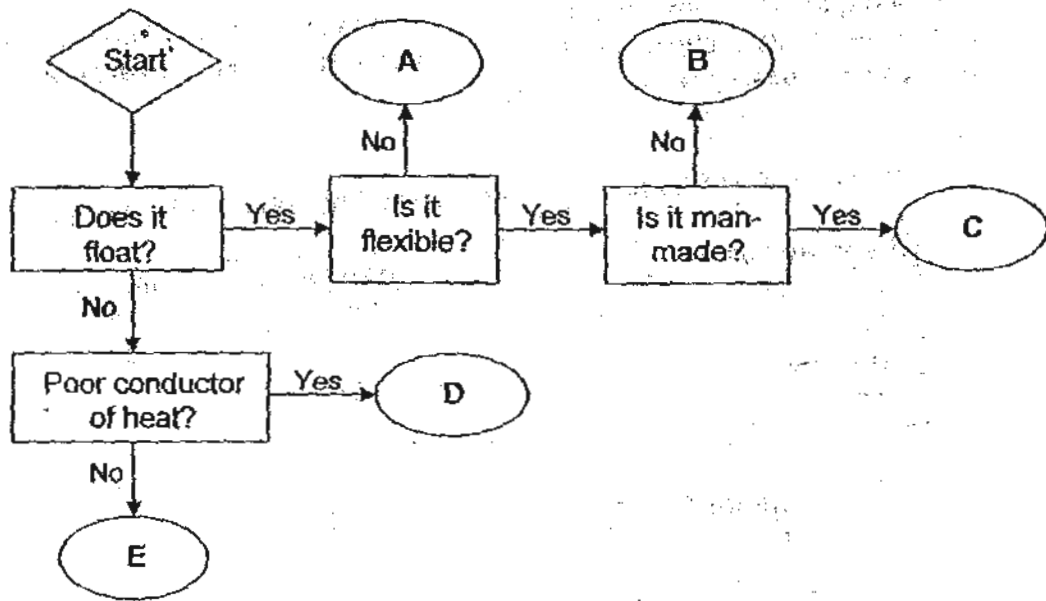 Start
A
B
No
No
Does it
float?
Yes
Is it
flexible?
Yes
Is it man-
made?
Yes
C
No
Poor conductor
of heat?
Yes
D
No
E